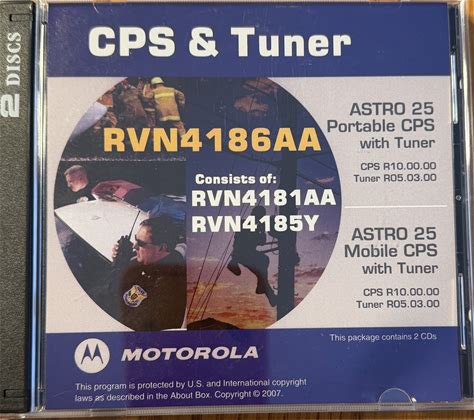 2 DISCS
CPS & Tuner
RVN4186AA
Consists of:
RVN4181AA
RVN4185Y
ASTRO 25
Portable CPS
with Tuner
CPS R10.00.00
Tuner R05.03.00
ASTRO 25
Mobile CPS
with Tuner
CPS R10.00.00
Tuner R05.03.00
This package contains 2 CDs
MOTOROLA
This program is protected by U.S. and International copyright
laws as described in the About Box. Copyright © 2007.